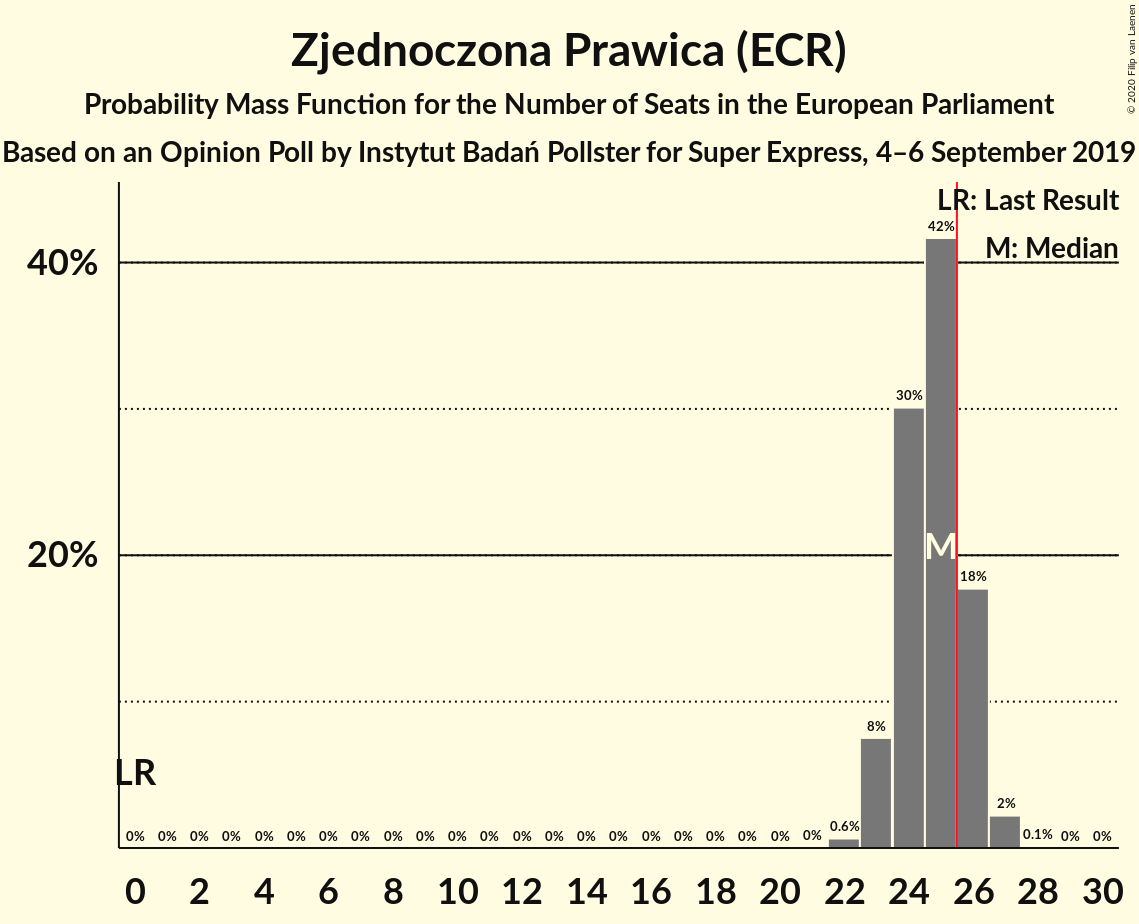 Zjednoczona Prawica (ECR)
Probability Mass Function for the Number of Seats in the European Parliament
Based on an Opinion Poll by Instytut Badań Pollster for Super Express, 4–6 September 2019
© 2020 Filip van Laenen
LR: Last Result
M: Median
40%
20%
42%
30%
M
18%
8%
LR
2%
0% 0% 0% 0% 0% 0% 0% 0% 0% 0% 0% 0% 0% 0% 0% 0% 0% 0% 0% 0% 0% 0% 0.6% 0.1% 0% 0%
0 2 4 6 8 10 12 14 16 18 20 22 24 26 28 30